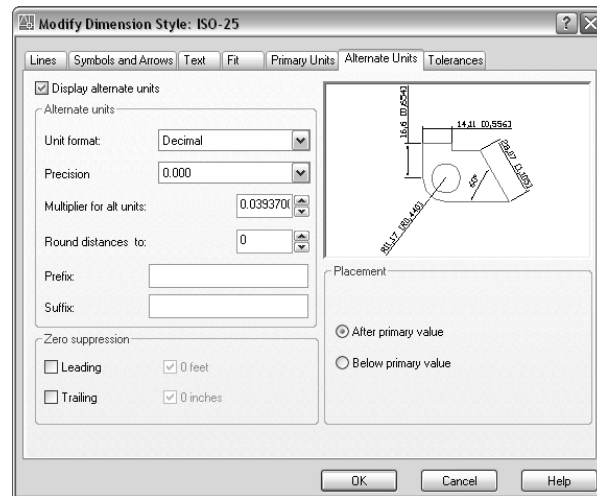 Modify Dimension Style: ISO-25
Lines Symbols and Arrows Text Fit Primary Units Alternate Units Tolerances
Display alternate units
Alternate units
Unit format: Decimal
Precision 0.000
Multiplier for alt units: 0.039370
Round distances to: 0
Prefix:
Suffix:
Zero suppression
Leading 0 feet
Trailing 0 inches
16,6 [0,654]
14,11 [0,556]
28,07 [1,105]
60°
R11,17 [R0,440]
Placement
After primary value
Below primary value
OK Cancel Help